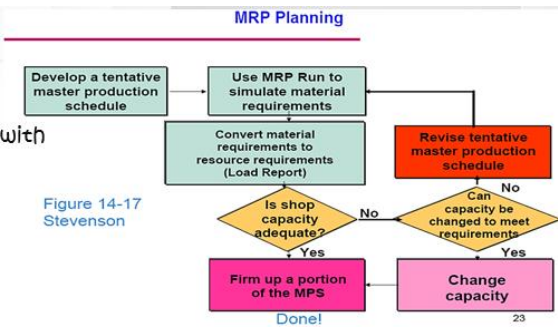 MRP Planning
Develop a tentative
master production
schedule
Use MRP Run to
simulate material
requirements
with
Convert material
requirements to
resource requirements
(Load Report)
Revise tentative
master production
schedule
Figure 14-17
Stevenson
Is shop
capacity
adequate?
No
No
Can
capacity be
changed to meet
requirements
Yes
Yes
Firm up a portion
of the MPS
Change
capacity
Done!
23